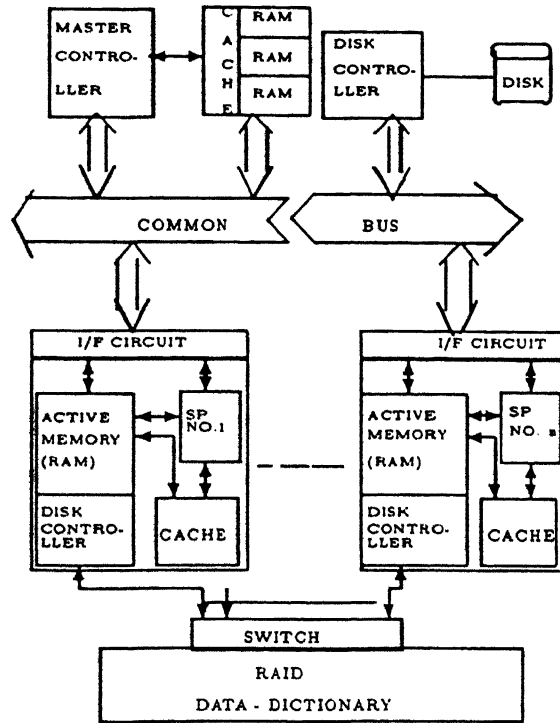 MASTER
CONTRO-
LLER
C
A
C
H
E
RAM
RAM
RAM
DISK
CONTRO-
LLER
DISK
COMMON
BUS
I/F CIRCUIT
ACTIVE
MEMORY
(RAM)
SP
NO.1
DISK
CONTRO-
LLER
CACHE
I/F CIRCUIT
ACTIVE
MEMORY
(RAM)
SP
NO.
DISK
CONTRO-
LLER
CACHE
SWITCH
RAID
DATA - DICTIONARY